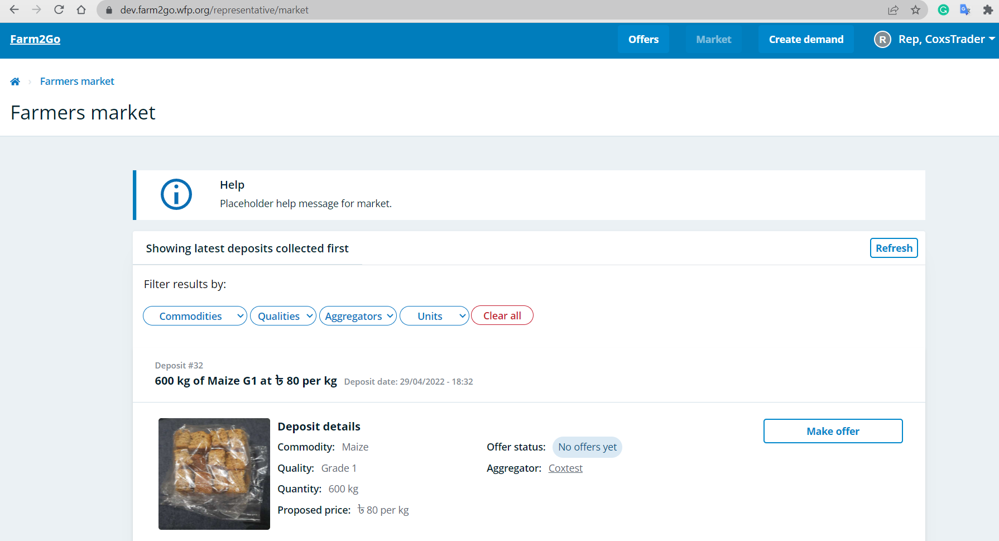 dev.farm2go.wfp.org/representative/market
Farm2Go
Offers
Market
Create demand
R
Rep, CoxsTrader
Farmers market
Farmers market
Help
Placeholder help message for market.
Showing latest deposits collected first
Refresh
Filter results by:
Commodities
Qualities
Aggregators
Units
Clear all
Deposit #32
600 kg of Maize G1 at ৳ 80 per kg Deposit date: 29/04/2022 - 18:32
Deposit details
Make offer
Commodity: Maize
Offer status: No offers yet
Quality: Grade 1
Aggregator: Coxtest
Quantity: 600 kg
Proposed price: ৳ 80 per kg